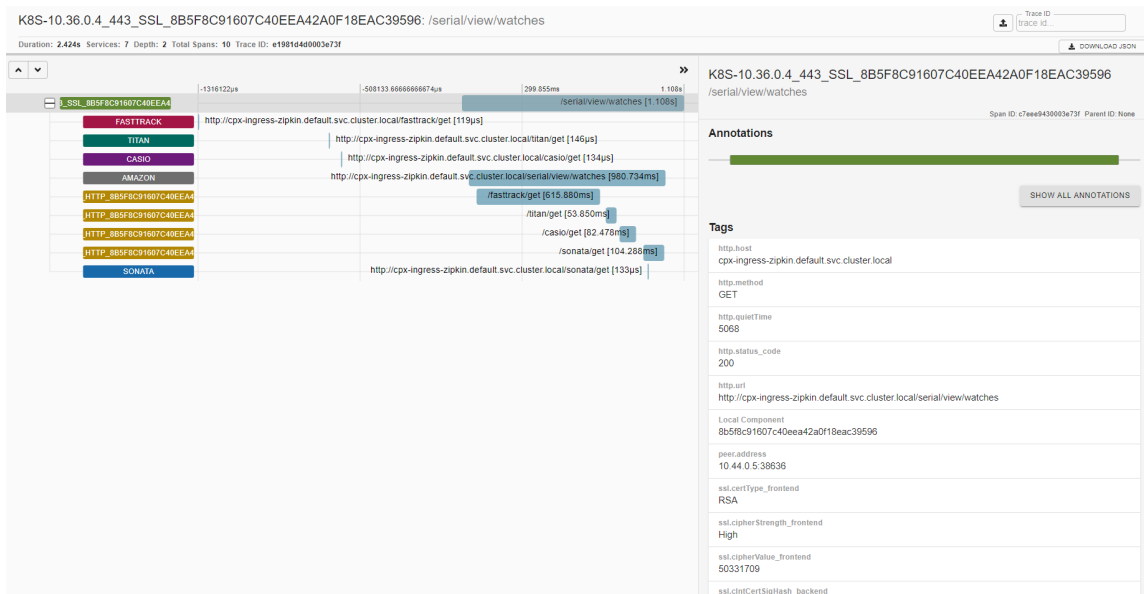 K8S-10.36.0.4_443_SSL_8B5F8C91607C40EEA42A0F18EAC39596: /serial/view/watches
Trace ID
trace id...
Duration: 2.424s Services: 7 Depth: 2 Total Spans: 10 Trace ID: e1981d4d0003e73f
DOWNLOAD JSON
-1316122µs
-508133.66666666674µs
299.855ms
1.108s
)_SSL_8B5F8C91607C40EEA4
/serial/view/watches [1.108s]
FASTTRACK
http://cpx-ingress-zipkin.default.svc.cluster.local/fasttrack/get [119µs]
TITAN
http://cpx-ingress-zipkin.default.svc.cluster.local/titan/get [146µs]
CASIO
http://cpx-ingress-zipkin.default.svc.cluster.local/casio/get [134µs]
AMAZON
http://cpx-ingress-zipkin.default.svc.cluster.local/serial/view/watches [980.734ms]
_HTTP_8B5F8C91607C40EEA4
/fasttrack/get [615.880ms]
_HTTP_8B5F8C91607C40EEA4
/titan/get [53.850ms]
_HTTP_8B5F8C91607C40EEA4
/casio/get [82.478ms]
_HTTP_8B5F8C91607C40EEA4
/sonata/get [104.288ms]
SONATA
http://cpx-ingress-zipkin.default.svc.cluster.local/sonata/get [133µs]
K8S-10.36.0.4_443_SSL_8B5F8C91607C40EEA42A0F18EAC39596
/serial/view/watches
Span ID: c7eee9430003e73f Parent ID: None
Annotations
SHOW ALL ANNOTATIONS
Tags
http.host
cpx-ingress-zipkin.default.svc.cluster.local
http.method
GET
http.quietTime
5068
http.status_code
200
http.url
http://cpx-ingress-zipkin.default.svc.cluster.local/serial/view/watches
Local Component
8b5f8c91607c40eea42a0f18eac39596
peer.address
10.44.0.5:38636
ssl.certType_frontend
RSA
ssl.cipherStrength_frontend
High
ssl.cipherValue_frontend
50331709
ssl.clntCertSigHash_backend